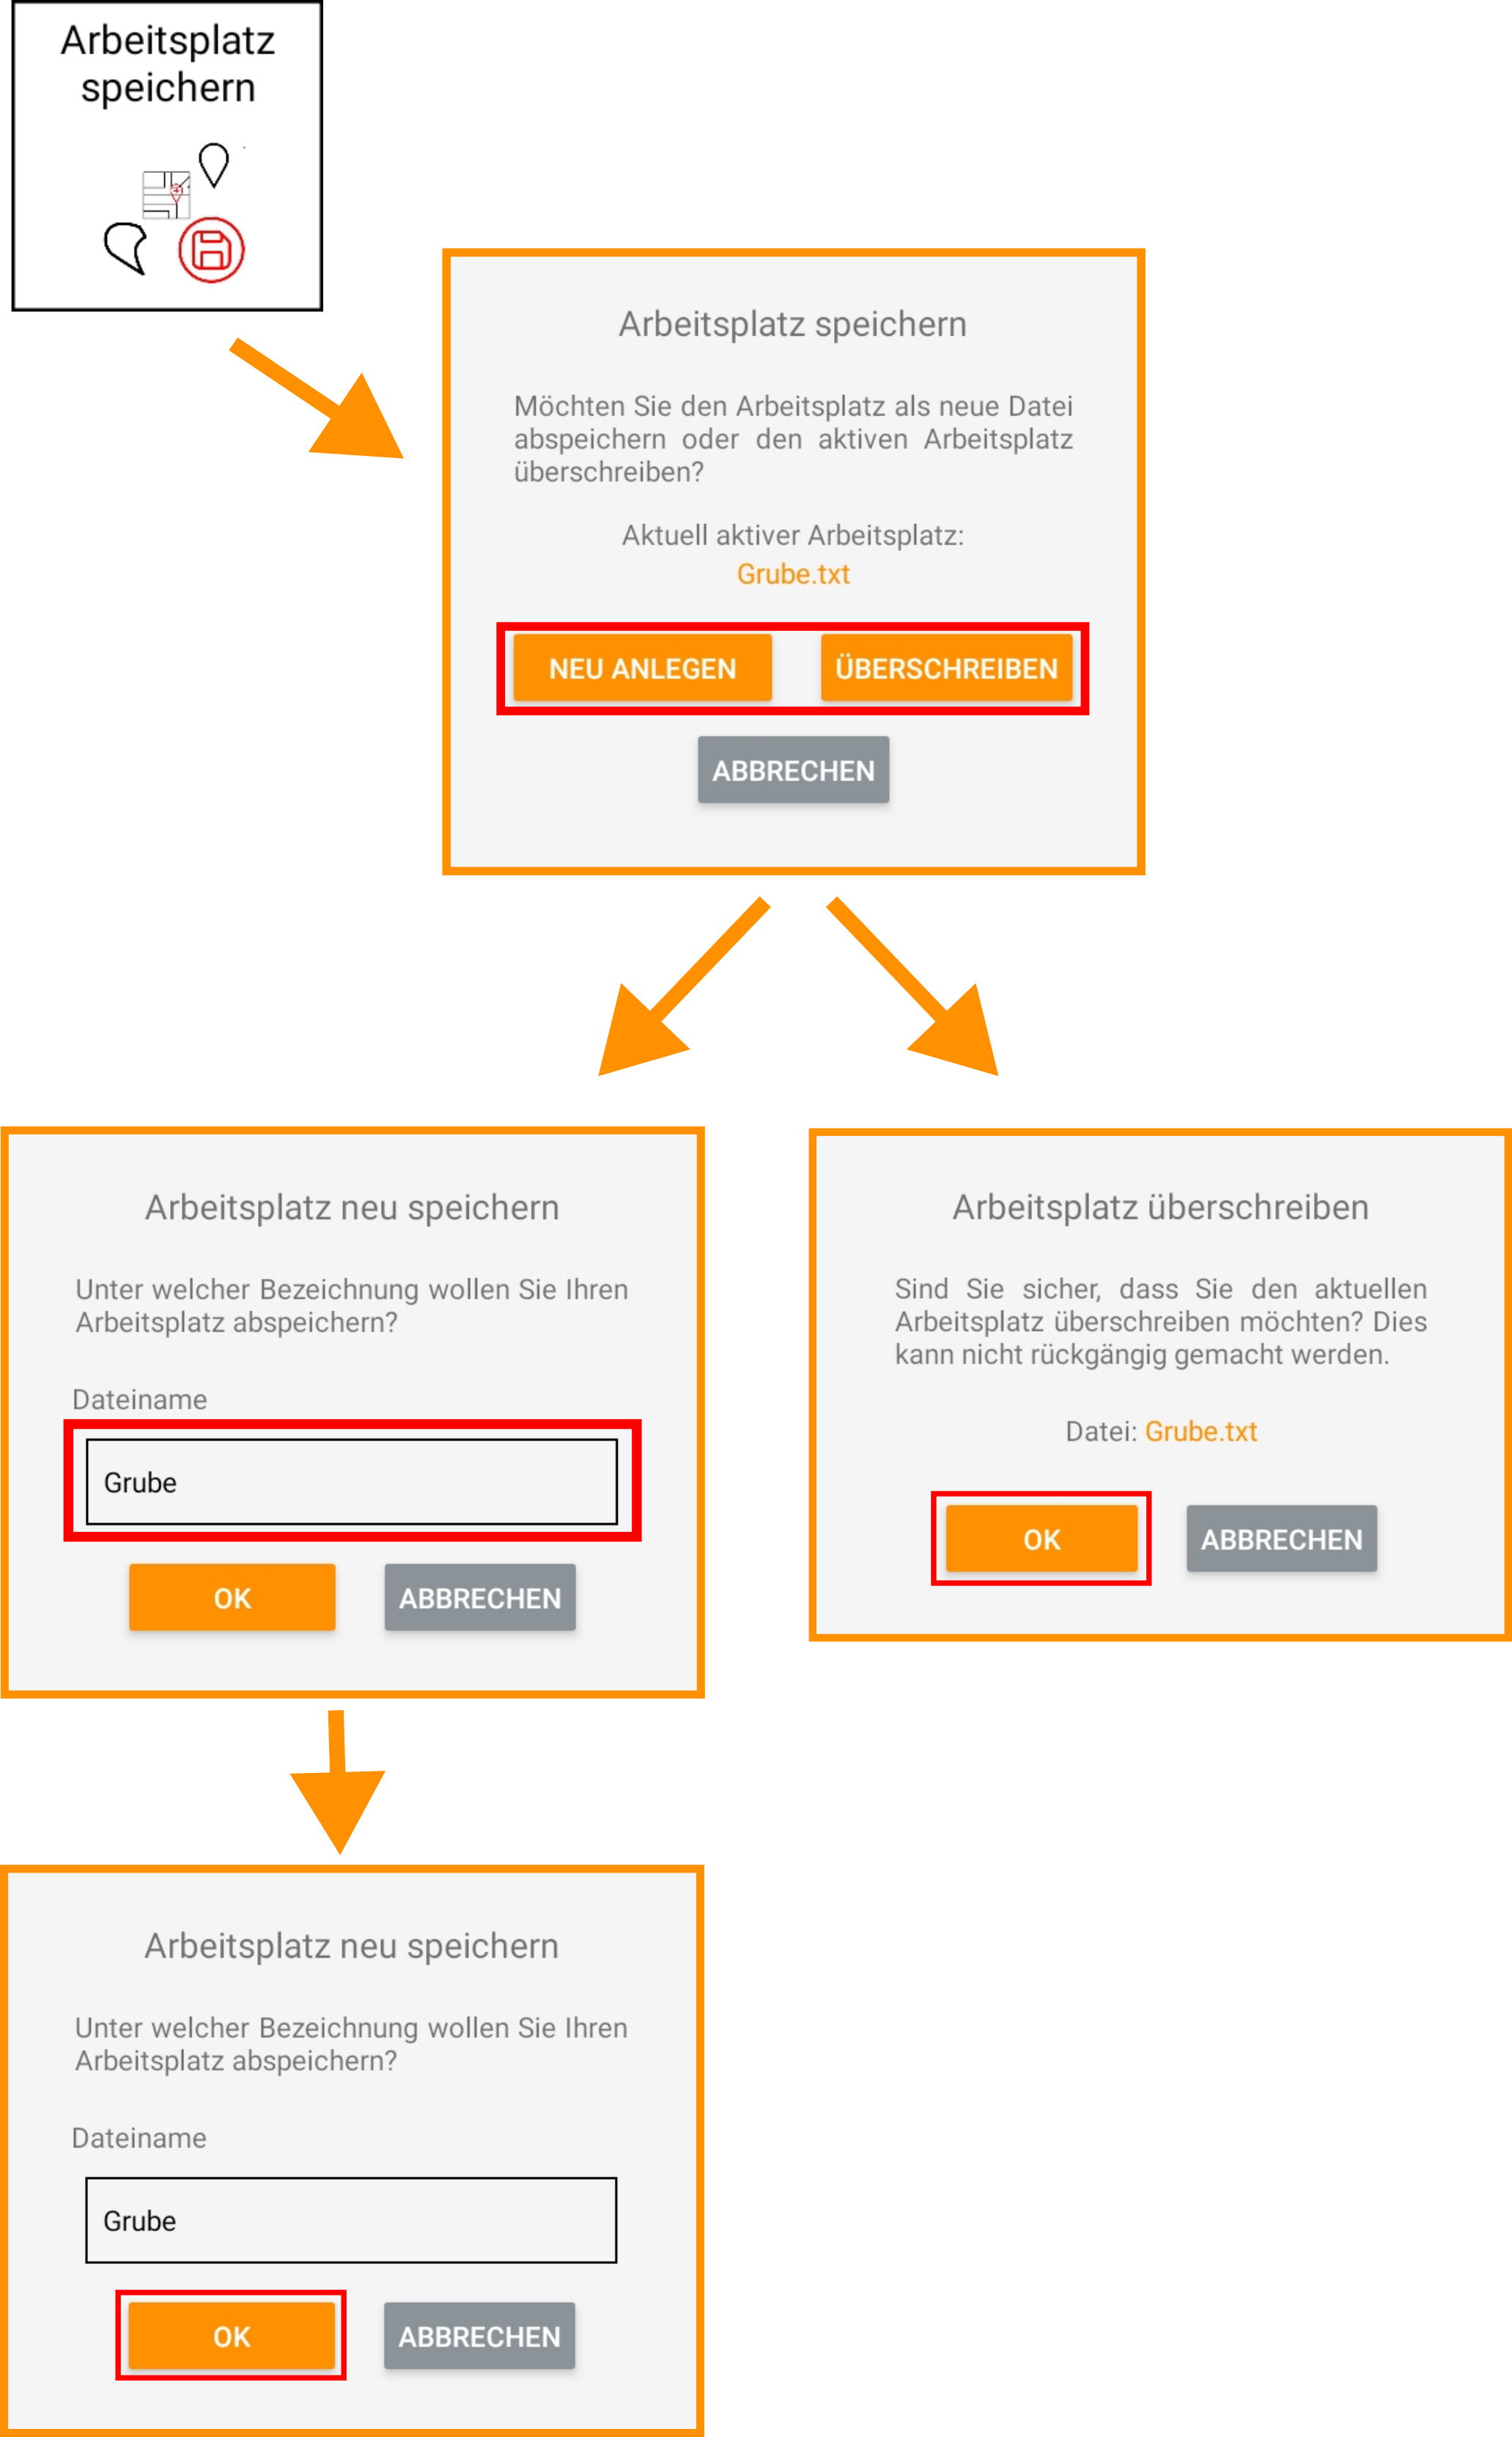 Arbeitsplatz
speichern
Arbeitsplatz speichern
Möchten Sie den Arbeitsplatz als neue Datei
abspeichern oder den aktiven Arbeitsplatz
überschreiben?
Aktuell aktiver Arbeitsplatz:
Grube.txt
NEU ANLEGEN
ÜBERSCHREIBEN
ABBRECHEN
Arbeitsplatz neu speichern
Unter welcher Bezeichnung wollen Sie Ihren
Arbeitsplatz abspeichern?
Dateiname
Grube
OK
ABBRECHEN
Arbeitsplatz überschreiben
Sind Sie sicher, dass Sie den aktuellen
Arbeitsplatz überschreiben möchten? Dies
kann nicht rückgängig gemacht werden.
Datei: Grube.txt
OK
ABBRECHEN
Arbeitsplatz neu speichern
Unter welcher Bezeichnung wollen Sie Ihren
Arbeitsplatz abspeichern?
Dateiname
Grube
OK
ABBRECHEN